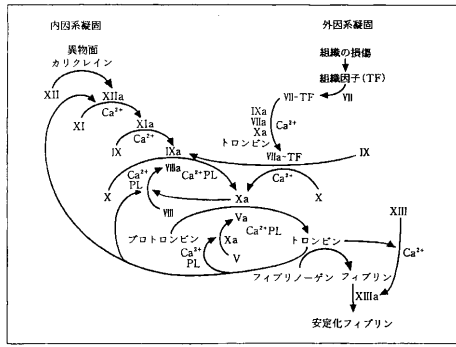 内因系凝固
外因系凝固
異物面
カリクレイン
組織の損傷
組織因子(TF)
XII
XIIa
Ca²⁺
VII-TF
VII
XI
XIa
Ca²⁺
IXa
VIIa
Xa
トロンビン
Ca²⁺
IX
IXa
VIIa-TF
IX
Ca²⁺
PL
VIIIa
Ca²⁺PL
Ca²⁺
X
Xa
X
VIII
Va
XIII
プロトロンビン
Ca²⁺PL
トロンビン
Ca²⁺
PL
Xa
Ca²⁺
V
フィブリノーゲン
フィブリン
XIIIa
安定化フィブリン